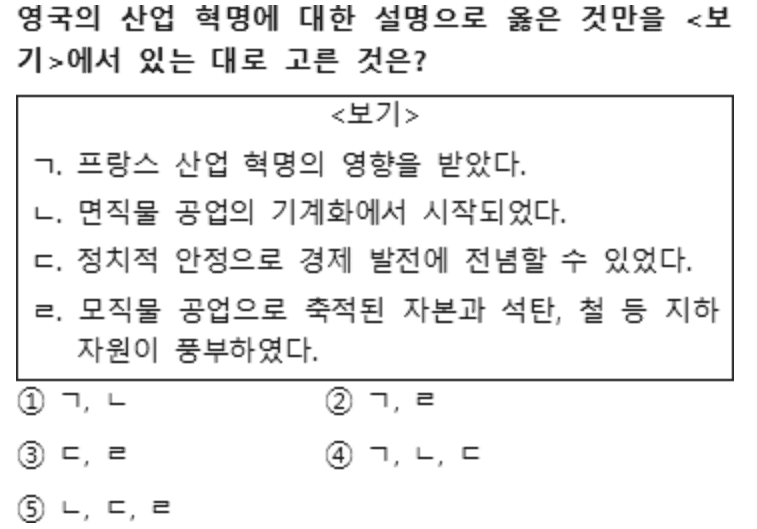 영국의 산업 혁명에 대한 설명으로 옳은 것만을 <보
기>에서 있는 대로 고른 것은?
<보기>
ㄱ. 프랑스 산업 혁명의 영향을 받았다.
ㄴ. 면직물 공업의 기계화에서 시작되었다.
ㄷ. 정치적 안정으로 경제 발전에 전념할 수 있었다.
ㄹ. 모직물 공업으로 축적된 자본과 석탄, 철 등 지하
자원이 풍부하였다.
① ㄱ, ㄴ ② ㄱ, ㄹ
③ ㄷ, ㄹ ④ ㄱ, ㄴ, ㄷ
⑤ ㄴ, ㄷ, ㄹ